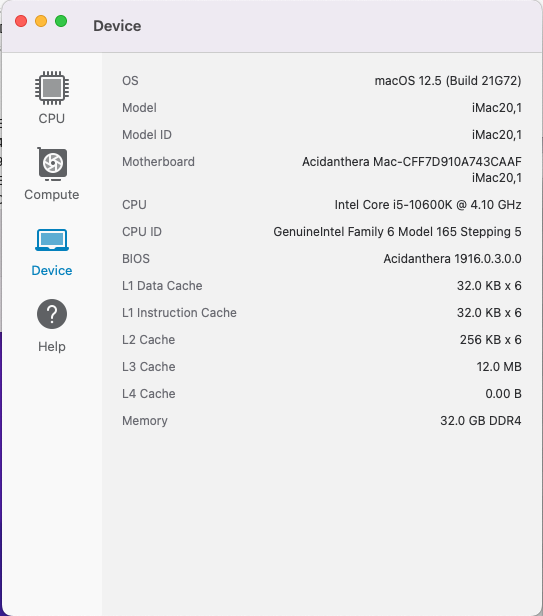 Device
CPU
Compute
Device
Help
OS macOS 12.5 (Build 21G72)
Model iMac20,1
Model ID iMac20,1
Motherboard Acidanthera Mac-CFF7D910A743CAAF
iMac20,1
CPU Intel Core i5-10600K @ 4.10 GHz
CPU ID GenuineIntel Family 6 Model 165 Stepping 5
BIOS Acidanthera 1916.0.3.0.0
L1 Data Cache 32.0 KB x 6
L1 Instruction Cache 32.0 KB x 6
L2 Cache 256 KB x 6
L3 Cache 12.0 MB
L4 Cache 0.00 B
Memory 32.0 GB DDR4